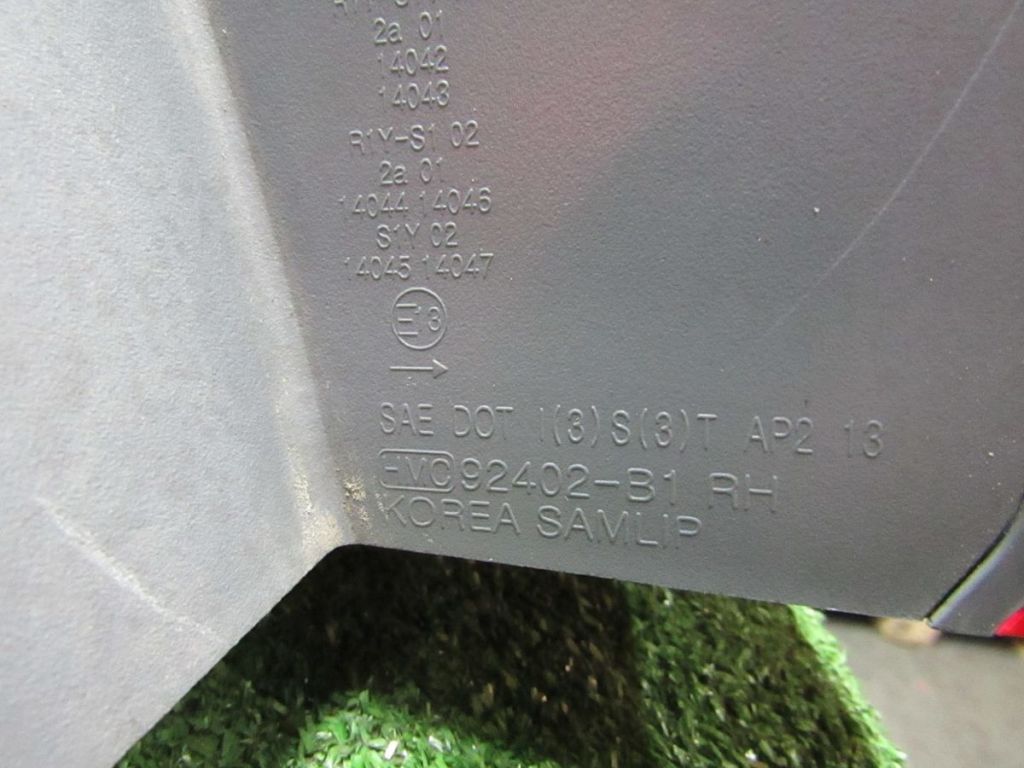 2a 01
14042
14043
R1Y-S1 02
2a 01
14044 14046
S1Y 02
14045 14047
E13
→
SAE DOT I(3)S(3)T AP2 13
HMC 92402-B1 RH
KOREA SAMLIP